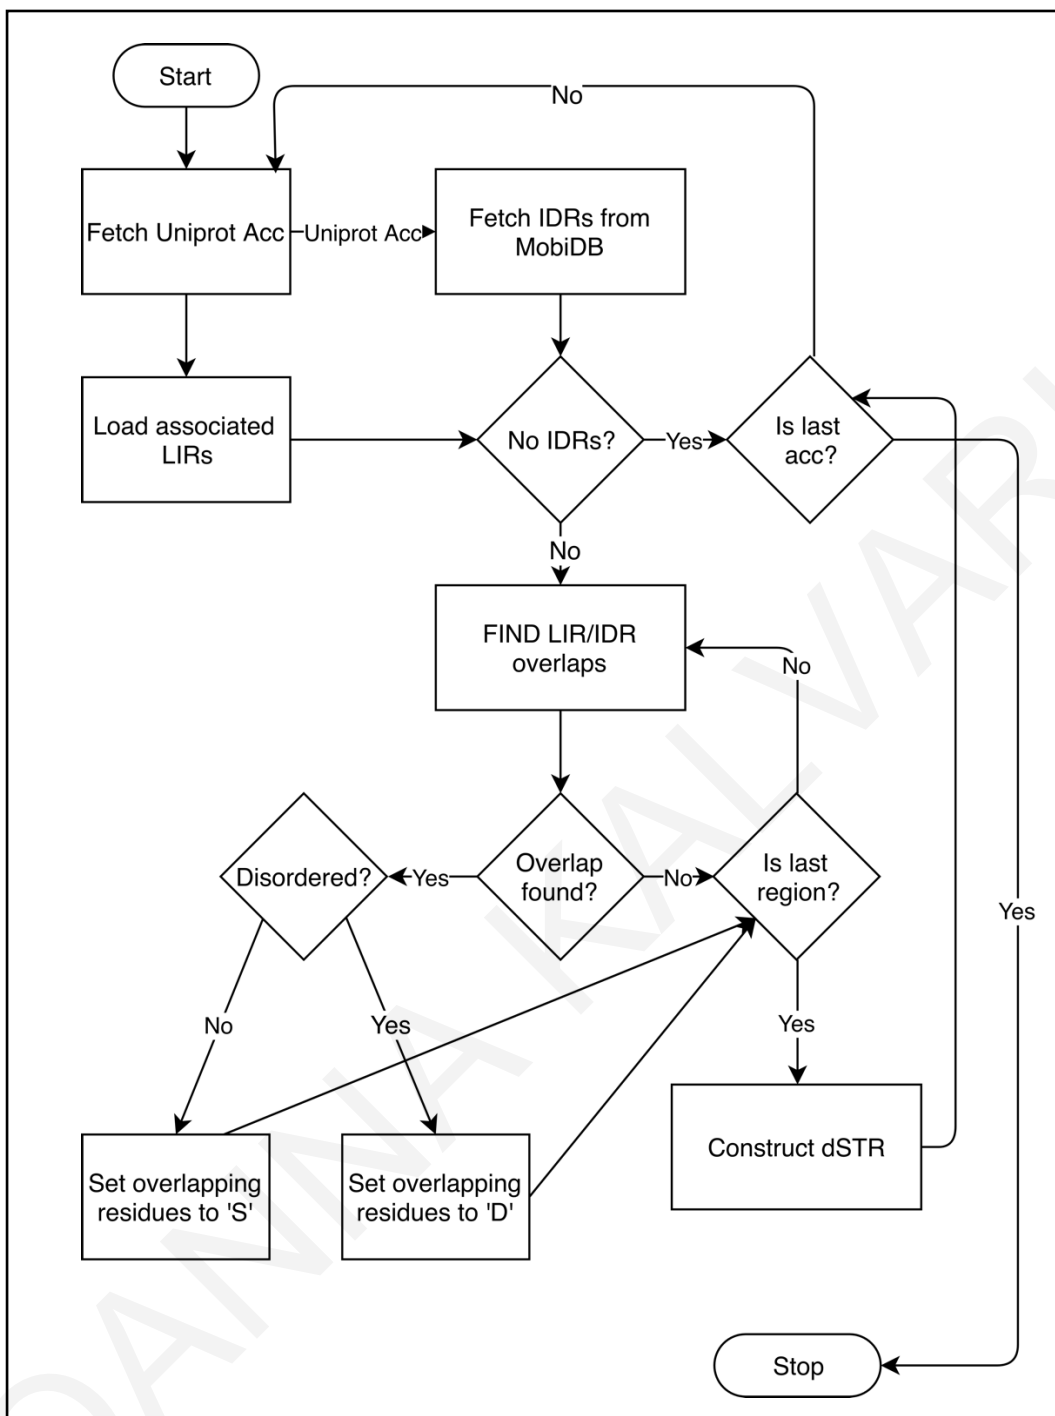 Start
No
Fetch Uniprot Acc
Uniprot Acc
Fetch IDRs from
MobiDB
Load associated
LIRs
No IDRs?
Yes
Is last
acc?
No
FIND LIR/IDR
overlaps
No
Disordered?
Yes
Overlap
found?
No
Is last
region?
Yes
No
Yes
Yes
Set overlapping
residues to 'S'
Set overlapping
residues to 'D'
Construct dSTR
Stop